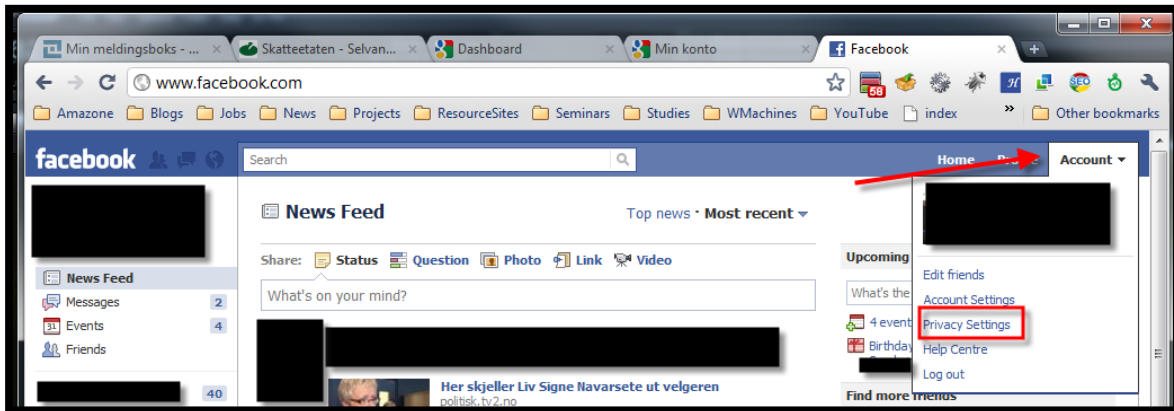 Min meldingsboks - ... Skatteetaten - Selvan... Dashboard Min konto Facebook
www.facebook.com
58 H SEO
Amazone Blogs Jobs News Projects ResourceSites Seminars Studies WMachines YouTube index » Other bookmarks
facebook Search Home Account
News Feed Top news · Most recent
Share: Status Question Photo Link Video
What's on your mind?
News Feed
Messages 2
31 Events 4
Friends
40
Her skjeller Liv Signe Navarsete ut velgeren
politisk.tv2.no
Upcoming
What's the
4 event
Birthday
Find more friends
Edit friends
Account Settings
Privacy Settings
Help Centre
Log out